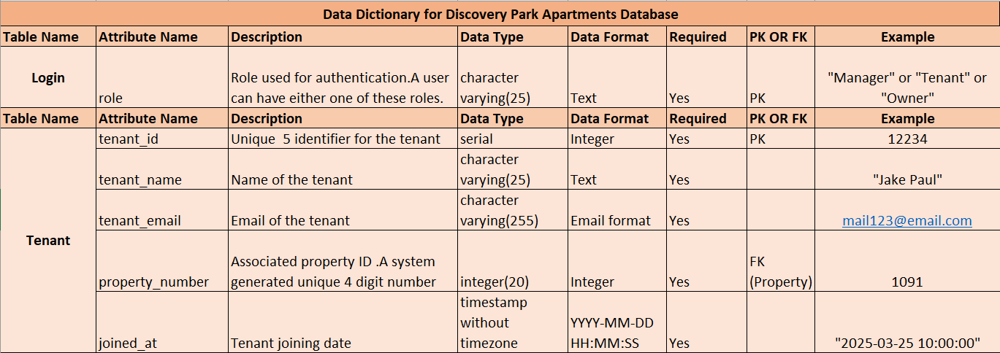 Data Dictionary for Discovery Park Apartments Database
Table Name Attribute Name Description Data Type Data Format Required PK OR FK Example
Login role Role used for authentication.A user can have either one of these roles. character varying(25) Text Yes PK "Manager" or "Tenant" or "Owner"
Table Name Attribute Name Description Data Type Data Format Required PK OR FK Example
Tenant
tenant_id Unique 5 identifier for the tenant serial Integer Yes PK 12234
tenant_name Name of the tenant character varying(25) Text Yes "Jake Paul"
tenant_email Email of the tenant character varying(255) Email format Yes mail123@email.com
property_number Associated property ID .A system generated unique 4 digit number integer(20) Integer Yes FK (Property) 1091
joined_at Tenant joining date timestamp without timezone YYYY-MM-DD HH:MM:SS Yes "2025-03-25 10:00:00"